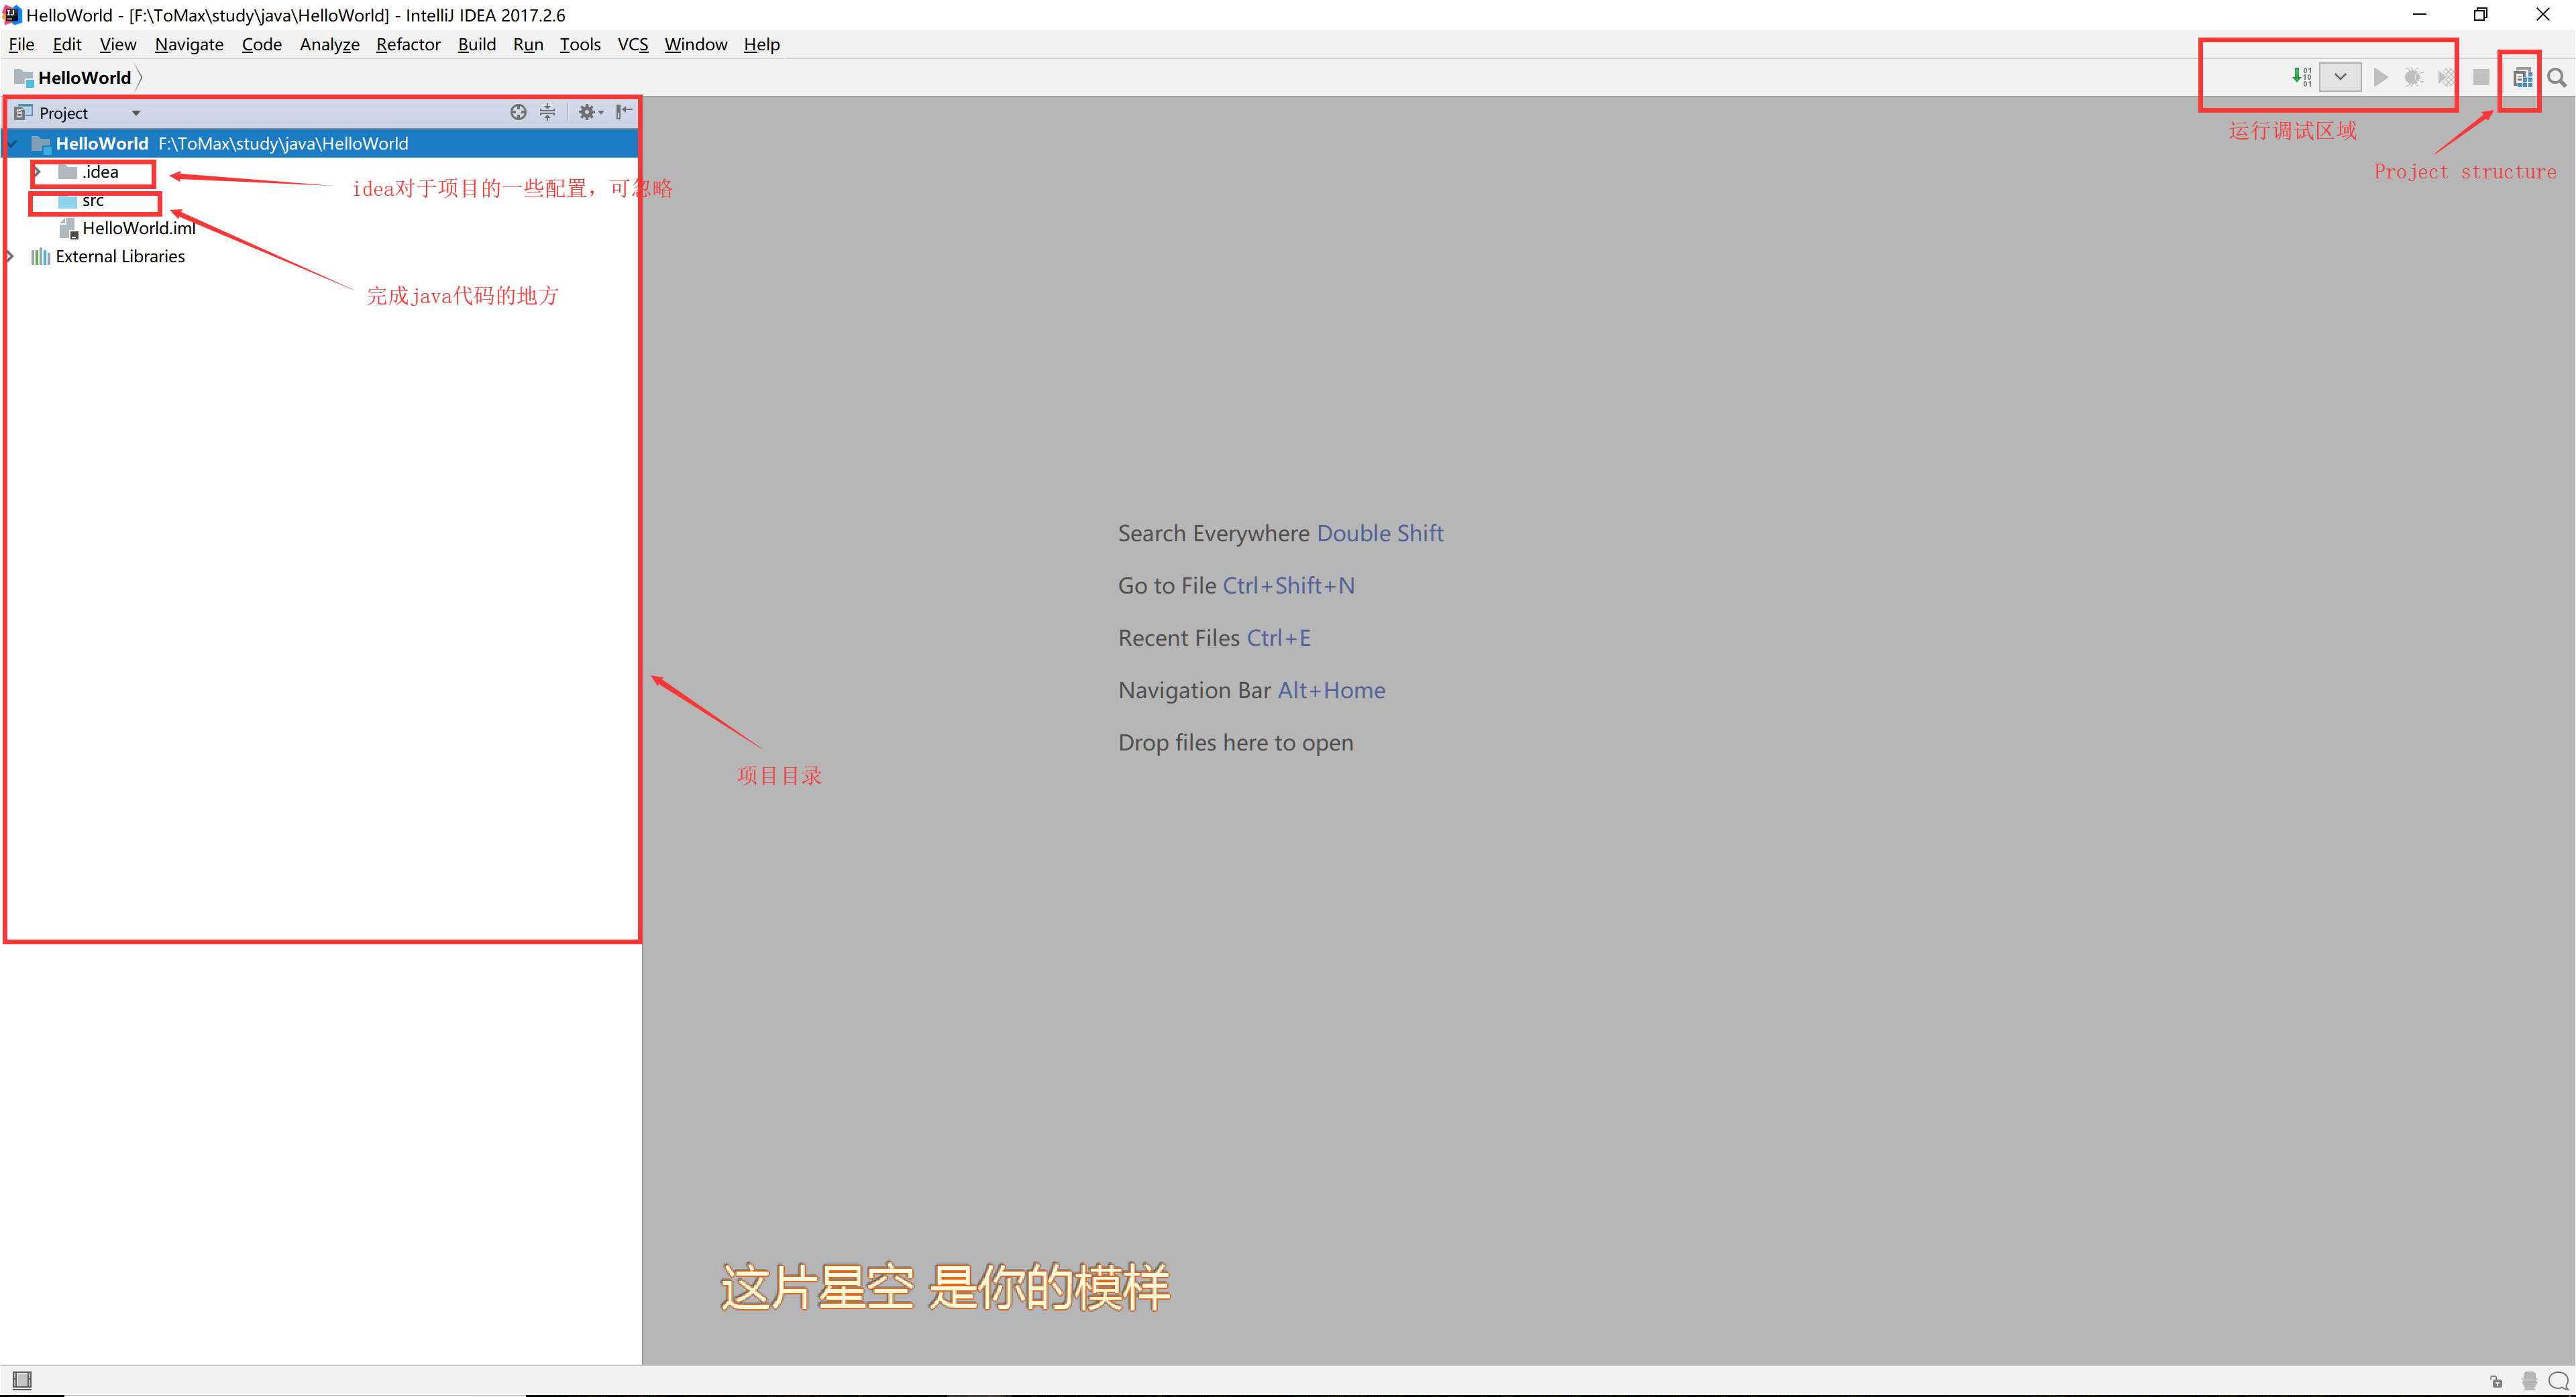 HelloWorld - [F:\ToMax\study\java\HelloWorld] - IntelliJ IDEA 2017.2.6
File Edit View Navigate Code Analyze Refactor Build Run Tools VCS Window Help
HelloWorld
Project
运行调试区域
HelloWorld F:\ToMax\study\java\HelloWorld
Project structure
.idea
idea对于项目的一些配置，可忽略
src
HelloWorld.iml
External Libraries
完成java代码的地方
Search Everywhere Double Shift
Go to File Ctrl+Shift+N
Recent Files Ctrl+E
Navigation Bar Alt+Home
Drop files here to open
项目目录
这片星空 是你的模样